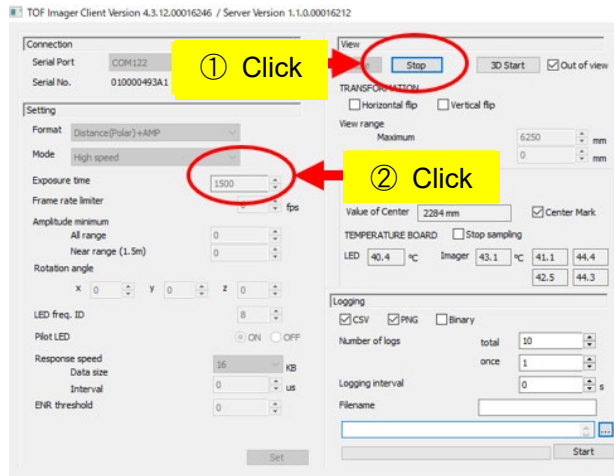 TOF Imager Client Version 4.3.12.00016246 / Server Version 1.1.0.00016212
Connection
Serial Port COM122
Serial No. 010000493A1
① Click
Setting
Format Distance(Polar)+AMP
Mode High speed
Exposure time 1500
Frame rate limiter fps
Amplitude minimum
All range 0
Near range (1.5m) 0
Rotation angle
x 0 y 0 z 0
LED freq. ID 8
Pilot LED ON OFF
Response speed
Data size 16 KB
Interval 0 us
ENR threshold 0
Set
View
Stop 3D Start Out of view
TRANSFORMATION
Horizontal flip Vertical flip
View range
Maximum 6250 mm
0 mm
② Click
Value of Center 2284 mm Center Mark
TEMPERATURE BOARD Stop sampling
LED 40.4 ℃ Imager 43.1 ℃ 41.1 44.4
42.5 44.3
Logging
CSV PNG Binary
Number of logs total 10
once 1
Logging interval 0 s
Filename
...
Start